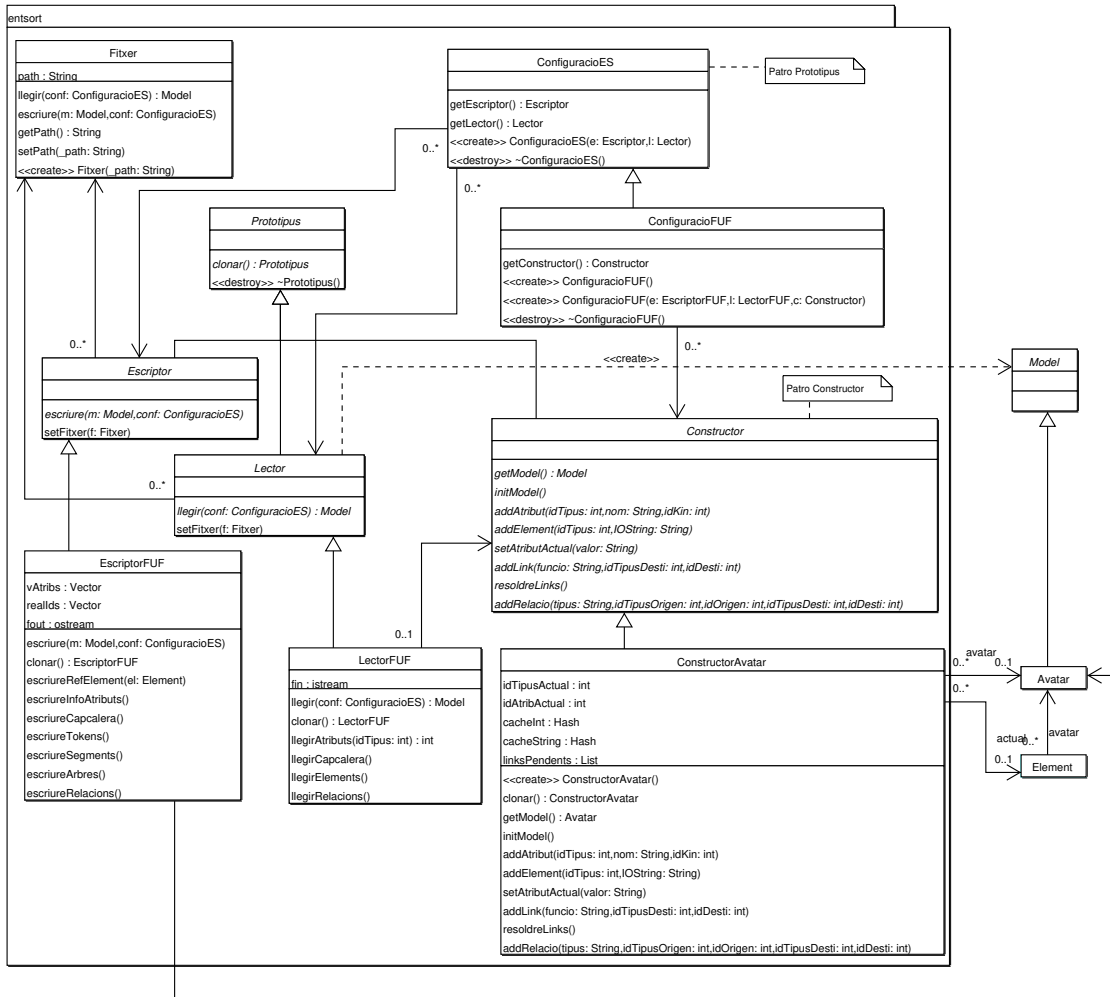 entsort
Fitxer
path : String
llegir(conf: ConfiguracioES) : Model
escriure(m: Model,conf: ConfiguracioES)
getPath() : String
setPath(_path: String)
<<create>> Fitxer(_path: String)
ConfiguracioES
getEscriptor() : Escriptor
getLector() : Lector
<<create>> ConfiguracioES(e: Escriptor,l: Lector)
<<destroy>> ~ConfiguracioES()
Patro Prototipus
0..*
0..*
Prototipus
clonar() : Prototipus
<<destroy>> ~Prototipus()
ConfiguracioFUF
getConstructor() : Constructor
<<create>> ConfiguracioFUF()
<<create>> ConfiguracioFUF(e: EscriptorFUF,l: LectorFUF,c: Constructor)
<<destroy>> ~ConfiguracioFUF()
0..*
0..*
<<create>>
Model
Escriptor
escriure(m: Model,conf: ConfiguracioES)
setFitxer(f: Fitxer)
Patro Constructor
Constructor
getModel() : Model
initModel()
addAtribut(idTipus: int,nom: String,idKin: int)
addElement(idTipus: int,IOString: String)
setAtributActual(valor: String)
addLink(funcio: String,idTipusDesti: int,idDesti: int)
resoldreLinks()
addRelacio(tipus: String,idTipusOrigen: int,idOrigen: int,idTipusDesti: int,idDesti: int)
0..*
Lector
llegir(conf: ConfiguracioES) : Model
setFitxer(f: Fitxer)
EscriptorFUF
vAtribs : Vector
realIds : Vector
fout : ostream
escriure(m: Model,conf: ConfiguracioES)
clonar() : EscriptorFUF
escriureRefElement(el: Element)
escriureInfoAtributs()
escriureCapcalera()
escriureTokens()
escriureSegments()
escriureArbres()
escriureRelacions()
0..1
LectorFUF
fin : istream
llegir(conf: ConfiguracioES) : Model
clonar() : LectorFUF
llegirAtributs(idTipus: int) : int
llegirCapcalera()
llegirElements()
llegirRelacions()
ConstructorAvatar
idTipusActual : int
idAtribActual : int
cacheInt : Hash
cacheString : Hash
linksPendents : List
<<create>> ConstructorAvatar()
clonar() : ConstructorAvatar
getModel() : Avatar
initModel()
addAtribut(idTipus: int,nom: String,idKin: int)
addElement(idTipus: int,IOString: String)
setAtributActual(valor: String)
addLink(funcio: String,idTipusDesti: int,idDesti: int)
resoldreLinks()
addRelacio(tipus: String,idTipusOrigen: int,idOrigen: int,idTipusDesti: int,idDesti: int)
avatar
0..*
0..1
Avatar
0..*
actual
0..*
avatar
0..1
Element